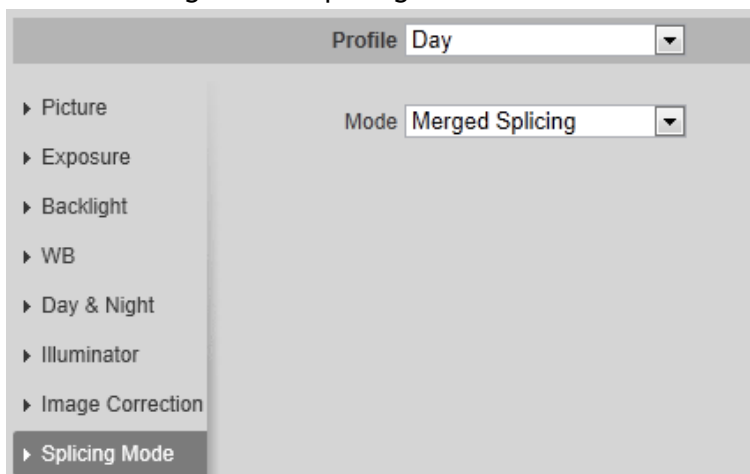 Profile Day
Picture
Mode Merged Splicing
Exposure
Backlight
WB
Day & Night
Illuminator
Image Correction
Splicing Mode